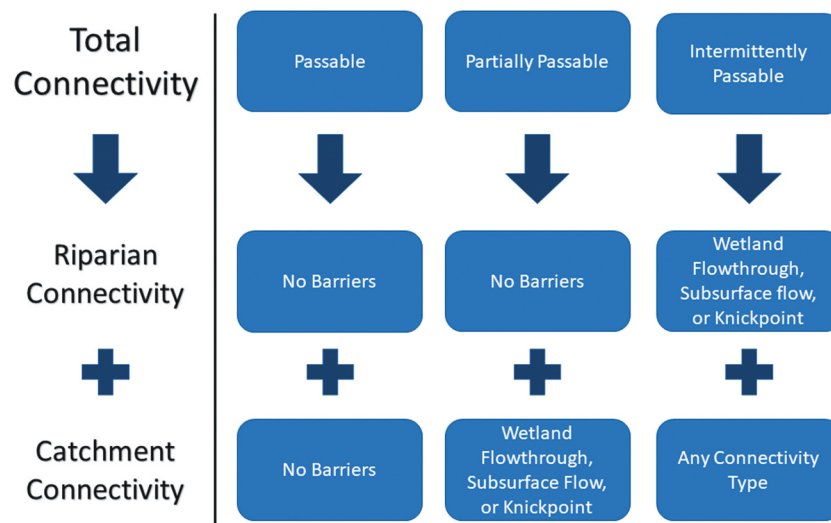 Total
Connectivity
Passable
Partially Passable
Intermittently
Passable
Riparian
Connectivity
No Barriers
No Barriers
Wetland
Flowthrough,
Subsurface flow,
or Knickpoint
Catchment
Connectivity
No Barriers
Wetland
Flowthrough,
Subsurface Flow,
or Knickpoint
Any Connectivity
Type